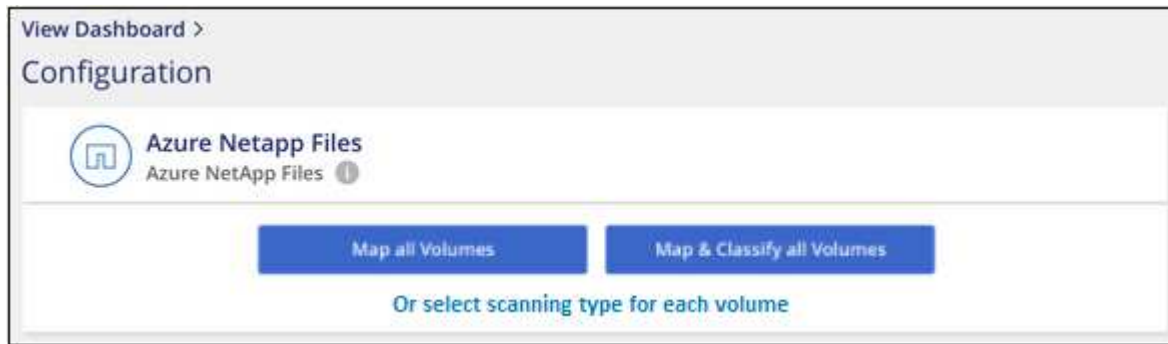 View Dashboard >
Configuration
Azure Netapp Files
Azure NetApp Files i
Map all Volumes
Map & Classify all Volumes
Or select scanning type for each volume